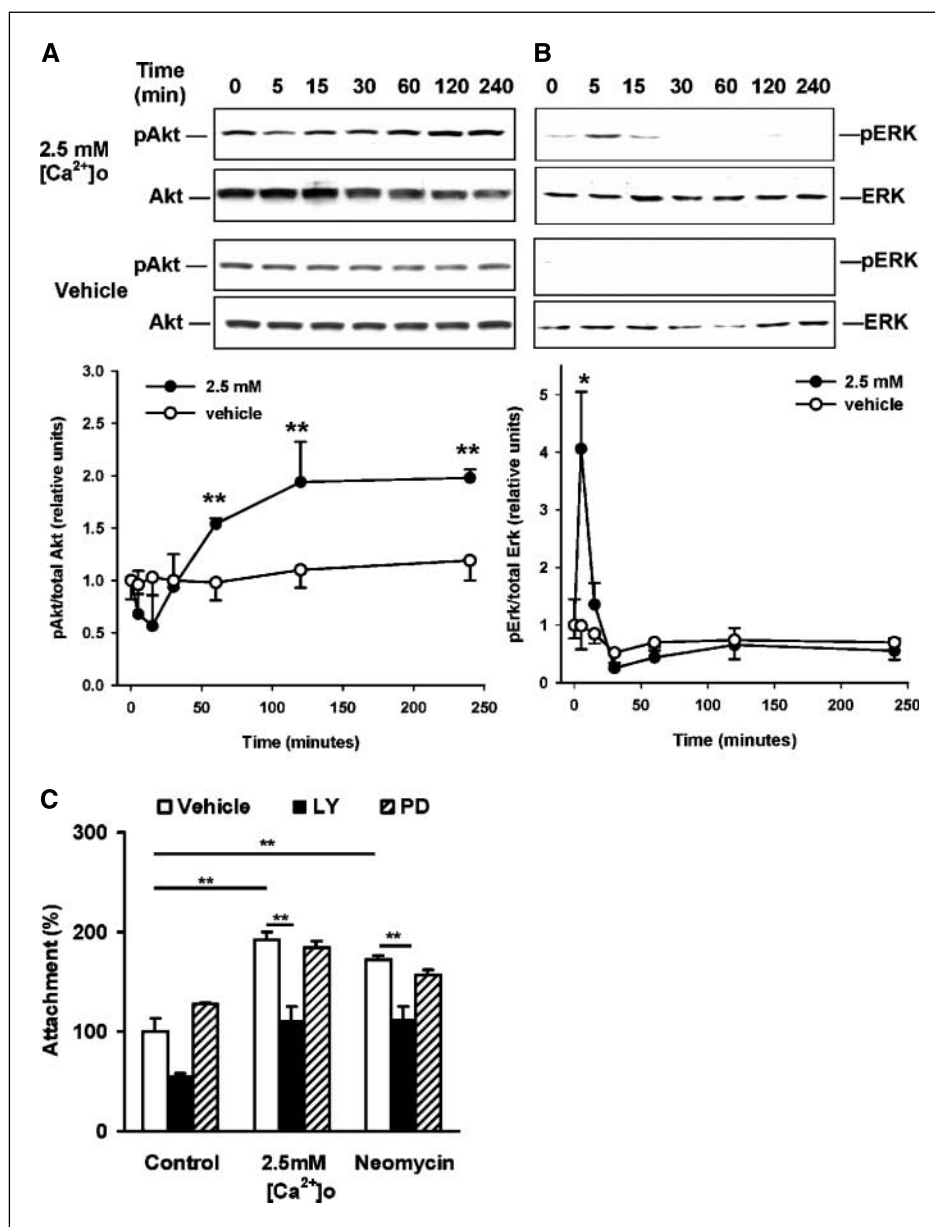 A
B
Time (min) 0 5 15 30 60 120 240
0 5 15 30 60 120 240
2.5 mM [Ca2+]o
pAkt
pERK
Akt
ERK
Vehicle
pAkt
pERK
Akt
ERK
3.0
2.5
2.0
1.5
1.0
0.5
0.0
pAkt/total Akt (relative units)
2.5 mM
vehicle
**
**
**
0 50 100 150 200 250
Time (minutes)
5
4
3
2
1
0
pErk/total Erk (relative units)
*
2.5 mM
vehicle
0 50 100 150 200 250
Time (minutes)
C
Vehicle LY PD
300
200
100
0
Attachment (%)
**
**
**
**
Control 2.5mM [Ca2+]o Neomycin